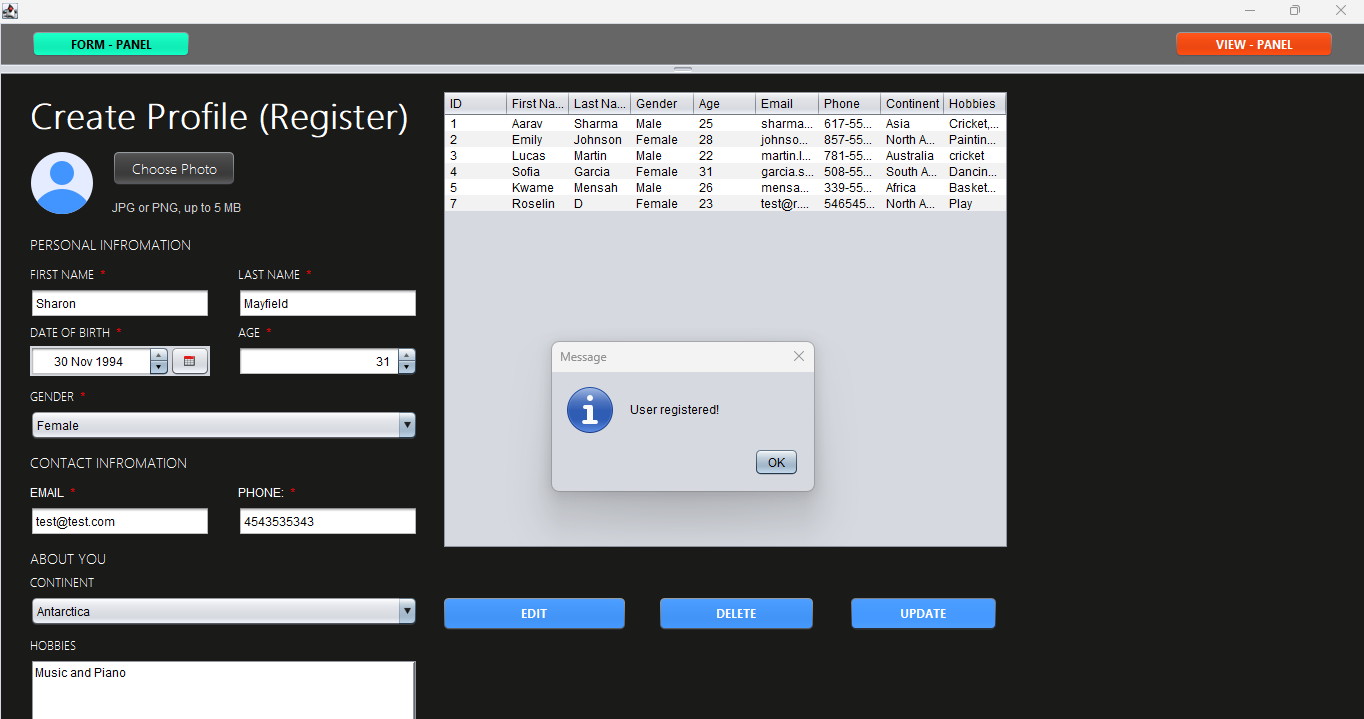 FORM - PANEL
VIEW - PANEL
Create Profile (Register)
Choose Photo
JPG or PNG, up to 5 MB
PERSONAL INFROMATION
FIRST NAME *
LAST NAME *
Sharon
Mayfield
DATE OF BIRTH *
AGE *
30 Nov 1994
31
GENDER *
Female
CONTACT INFROMATION
EMAIL *
PHONE: *
test@test.com
4543535343
ABOUT YOU
CONTINENT
Antarctica
HOBBIES
Music and Piano
ID First Na... Last Na... Gender Age Email Phone Continent Hobbies
1 Aarav Sharma Male 25 sharma... 617-55... Asia Cricket,...
2 Emily Johnson Female 28 johnso... 857-55... North A... Paintin...
3 Lucas Martin Male 22 martin.l... 781-55... Australia cricket
4 Sofia Garcia Female 31 garcia.s... 508-55... South A... Dancin...
5 Kwame Mensah Male 26 mensa... 339-55... Africa Basket...
7 Roselin D Female 23 test@r.... 546545... North A... Play
Message
User registered!
OK
EDIT
DELETE
UPDATE